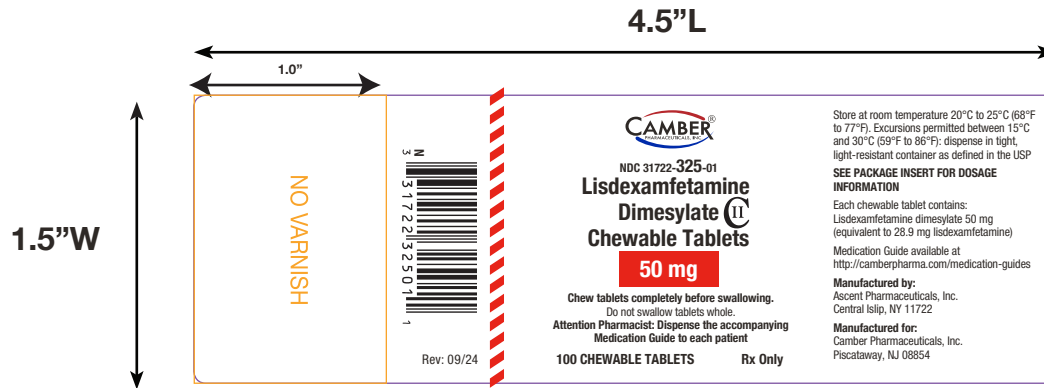 4.5”L
1.0”
1.5”W
NO VARNISH
N
3
31722 32501
1
Rev: 09/24
CAMBER®
PHARMACEUTICALS, INC.
NDC 31722-325-01
Lisdexamfetamine
Dimesylate CII
Chewable Tablets
50 mg
Chew tablets completely before swallowing.
Do not swallow tablets whole.
Attention Pharmacist: Dispense the accompanying
Medication Guide to each patient
100 CHEWABLE TABLETS Rx Only
Store at room temperature 20°C to 25°C (68°F
to 77°F). Excursions permitted between 15°C
and 30°C (59°F to 86°F): dispense in tight,
light-resistant container as defined in the USP
SEE PACKAGE INSERT FOR DOSAGE
INFORMATION
Each chewable tablet contains:
Lisdexamfetamine dimesylate 50 mg
(equivalent to 28.9 mg lisdexamfetamine)
Medication Guide available at
http://camberpharma.com/medication-guides
Manufactured by:
Ascent Pharmaceuticals, Inc.
Central Islip, NY 11722
Manufactured for:
Camber Pharmaceuticals, Inc.
Piscataway, NJ 08854